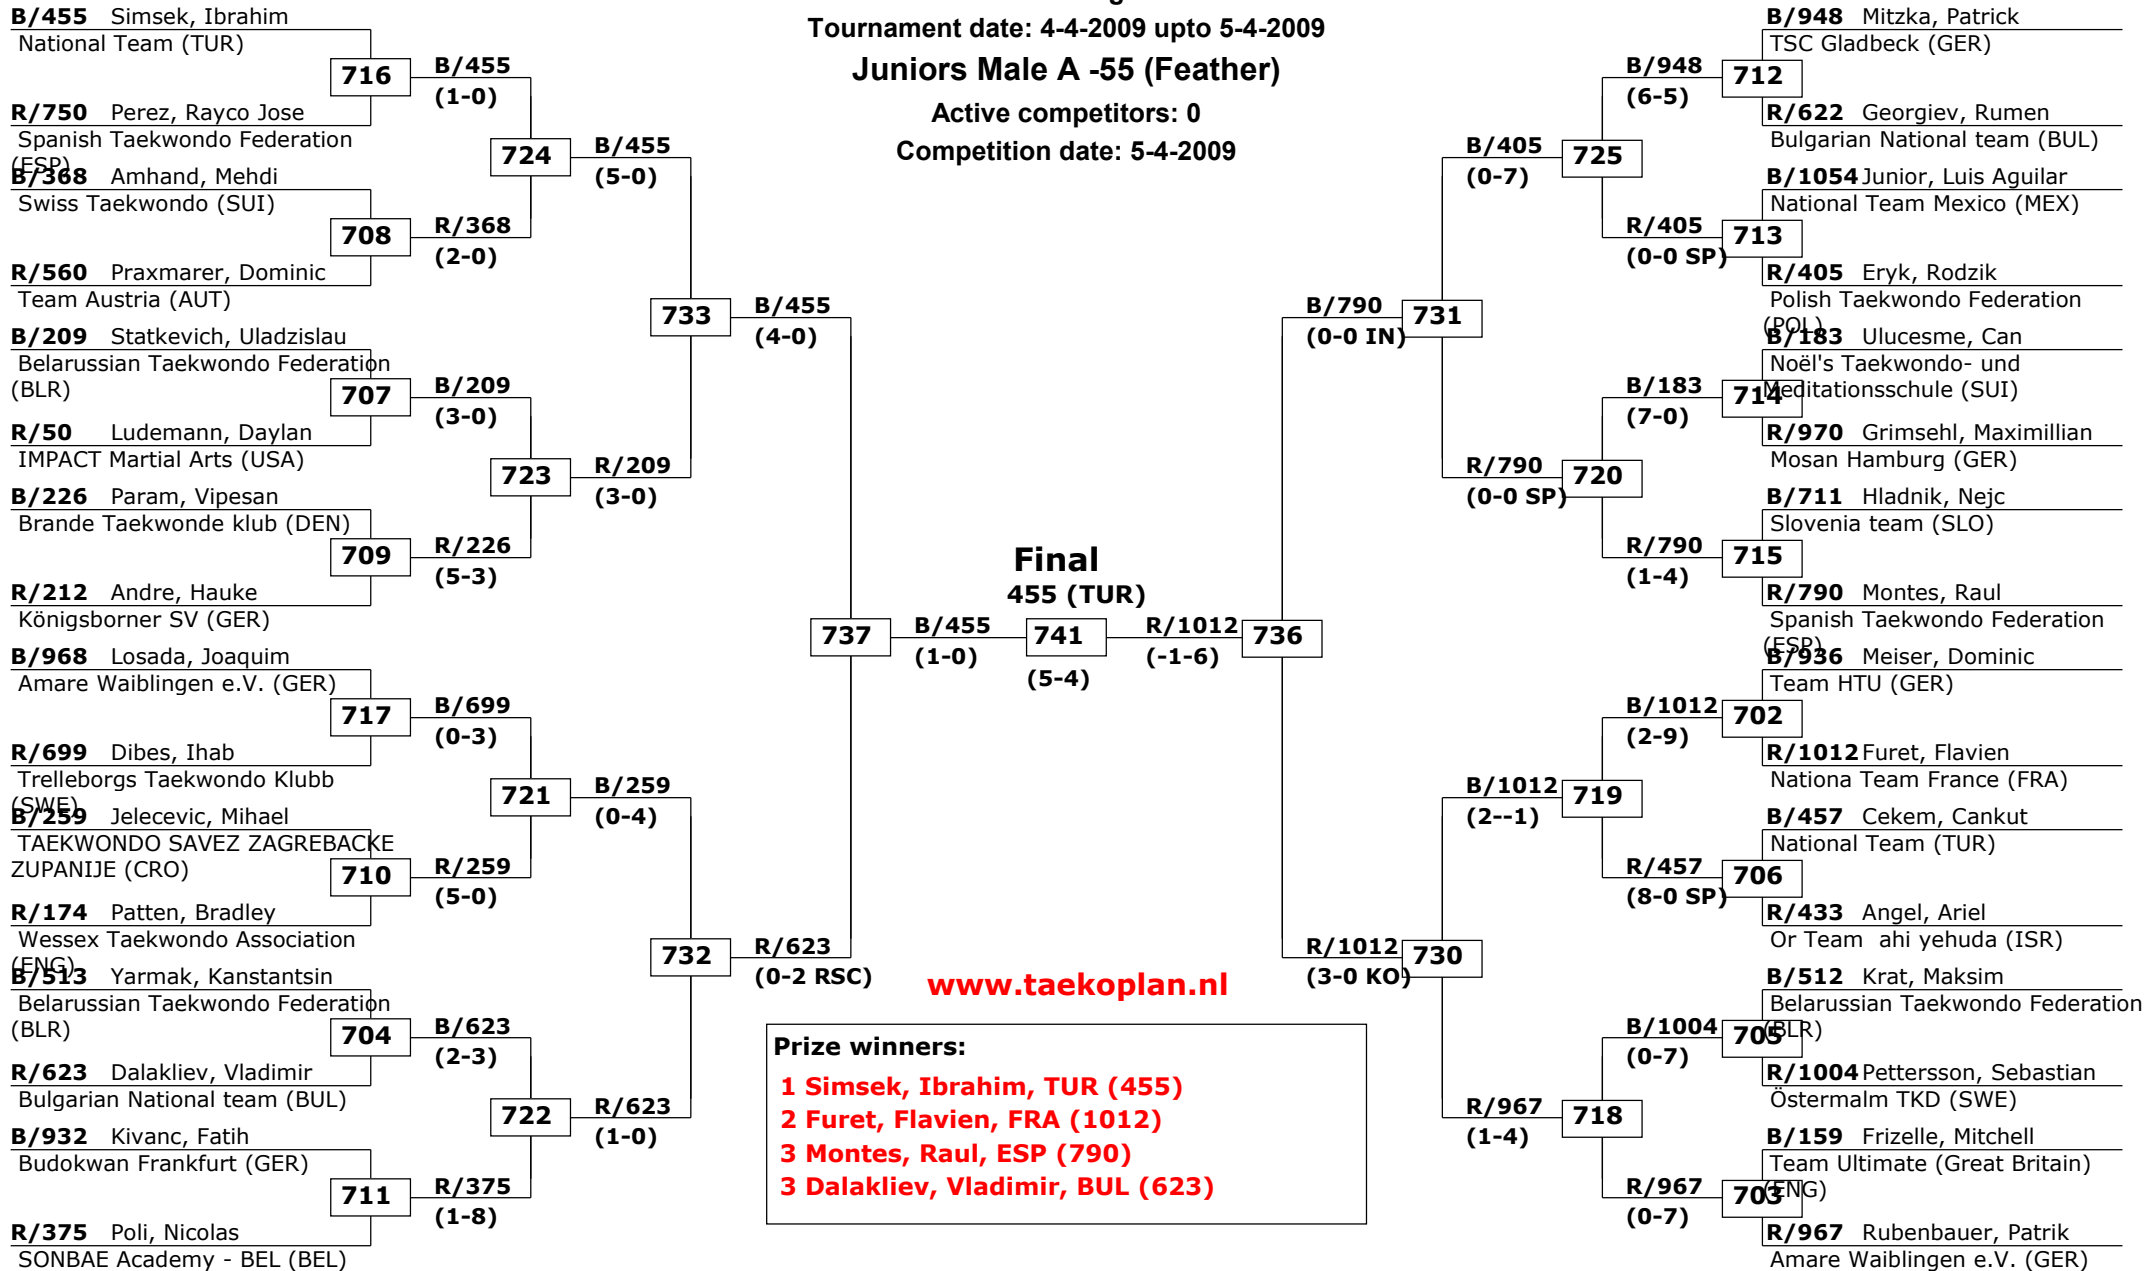 Tournament date: 4-4-2009 upto 5-4-2009
Juniors Male A -55 (Feather)
Active competitors: 0
Competition date: 5-4-2009
B/455 Simsek, Ibrahim
National Team (TUR)
716
R/750 Perez, Rayco Jose
Spanish Taekwondo Federation
(ESP)
B/368 Amhand, Mehdi
Swiss Taekwondo (SUI)
708
R/560 Praxmarer, Dominic
Team Austria (AUT)
B/209 Statkevich, Uladzislau
Belarussian Taekwondo Federation
(BLR)
707
R/50 Ludemann, Daylan
IMPACT Martial Arts (USA)
B/226 Param, Vipesan
Brande Taekwonde klub (DEN)
709
R/212 Andre, Hauke
Königsborner SV (GER)
B/968 Losada, Joaquim
Amare Waiblingen e.V. (GER)
717
R/699 Dibes, Ihab
Trelleborgs Taekwondo Klubb
(SWE)
B/259 Jelecevic, Mihael
TAEKWONDO SAVEZ ZAGREBACKE
ZUPANIJE (CRO)
710
R/174 Patten, Bradley
Wessex Taekwondo Association
(ENG)
B/513 Yarmak, Kanstantsin
Belarussian Taekwondo Federation
(BLR)
704
R/623 Dalakliev, Vladimir
Bulgarian National team (BUL)
B/932 Kivanc, Fatih
Budokwan Frankfurt (GER)
711
R/375 Poli, Nicolas
SONBAE Academy - BEL (BEL)
B/455
(1-0)
724
R/368
(2-0)
B/209
(3-0)
723
R/226
(5-3)
B/699
(0-3)
721
R/259
(5-0)
B/623
(2-3)
722
R/375
(1-8)
B/455
(5-0)
733
R/209
(3-0)
B/259
(0-4)
732
R/623
(1-0)
B/455
(4-0)
737
R/623
(0-2 RSC)
Final
455 (TUR)
B/455
(1-0)
741
(5-4)
R/1012
(-1-6)
736
B/790
(0-0 IN)
R/1012
(3-0 KO)
B/405
(0-7)
731
R/790
(0-0 SP)
B/1012
(2--1)
730
R/967
(1-4)
B/948
(6-5)
725
R/405
(0-0 SP)
B/183
(7-0)
720
R/790
(1-4)
B/1012
(2-9)
719
R/457
(8-0 SP)
B/1004
(0-7)
718
R/967
(0-7)
B/948 Mitzka, Patrick
TSC Gladbeck (GER)
712
R/622 Georgiev, Rumen
Bulgarian National team (BUL)
B/1054 Junior, Luis Aguilar
National Team Mexico (MEX)
713
R/405 Eryk, Rodzik
Polish Taekwondo Federation
(POL)
B/183 Ulucesme, Can
Noël's Taekwondo- und
Meditationsschule (SUI)
714
R/970 Grimsehl, Maximillian
Mosan Hamburg (GER)
B/711 Hladnik, Nejc
Slovenia team (SLO)
715
R/790 Montes, Raul
Spanish Taekwondo Federation
(ESP)
B/936 Meiser, Dominic
Team HTU (GER)
702
R/1012 Furet, Flavien
Nationa Team France (FRA)
B/457 Cekem, Cankut
National Team (TUR)
706
R/433 Angel, Ariel
Or Team ahi yehuda (ISR)
B/512 Krat, Maksim
Belarussian Taekwondo Federation
(BLR)
705
R/1004 Pettersson, Sebastian
Östermalm TKD (SWE)
B/159 Frizelle, Mitchell
Team Ultimate (Great Britain)
(ENG)
703
R/967 Rubenbauer, Patrik
Amare Waiblingen e.V. (GER)
www.taekoplan.nl
Prize winners:
1 Simsek, Ibrahim, TUR (455)
2 Furet, Flavien, FRA (1012)
3 Montes, Raul, ESP (790)
3 Dalakliev, Vladimir, BUL (623)